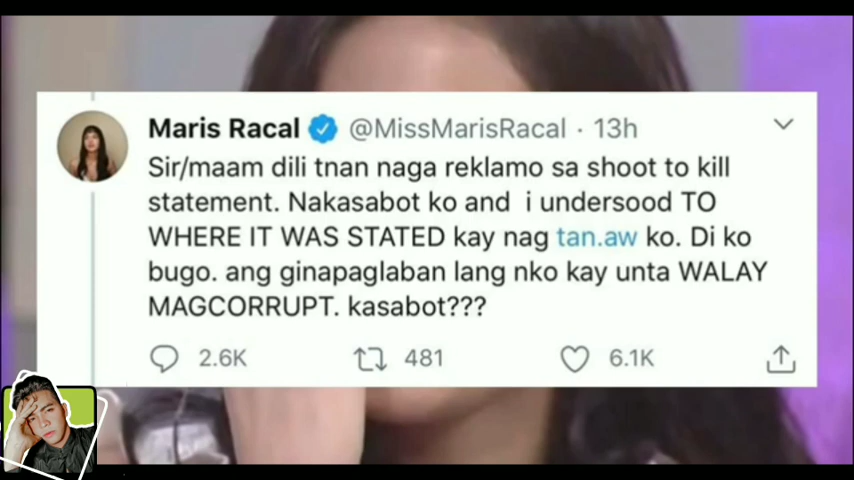 Maris Racal @MissMarisRacal · 13h
Sir/maam dili tnan naga reklamo sa shoot to kill
statement. Nakasabot ko and i undersood TO
WHERE IT WAS STATED kay nag tan.aw ko. Di ko
bugo. ang ginapaglaban lang nko kay unta WALAY
MAGCORRUPT. kasabot???
2.6K 481 6.1K